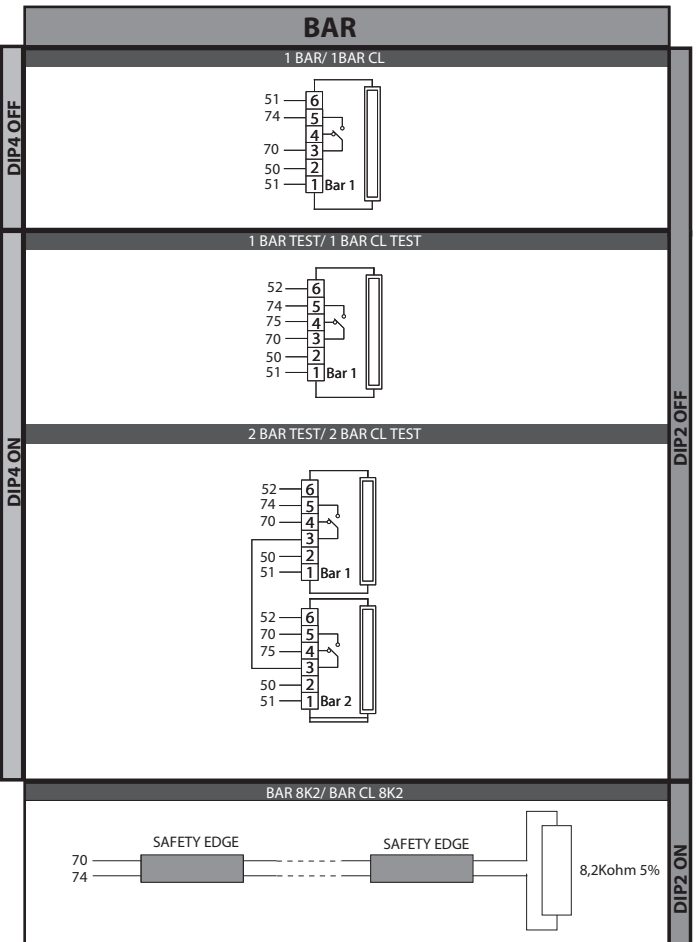 BAR
1 BAR/ 1BAR CL
DIP4 OFF
51 6
74 5
4
70 3
50 2
51 1 Bar 1
1 BAR TEST/ 1 BAR CL TEST
52 6
74 5
75 4
70 3
50 2
51 1 Bar 1
DIP2 OFF
DIP4 ON
2 BAR TEST/ 2 BAR CL TEST
52 6
74 5
70 4
3
50 2
51 1 Bar 1
52 6
70 5
75 4
3
50 2
51 1 Bar 2
BAR 8K2/ BAR CL 8K2
SAFETY EDGE SAFETY EDGE
70
74
8,2Kohm 5%
DIP2 ON